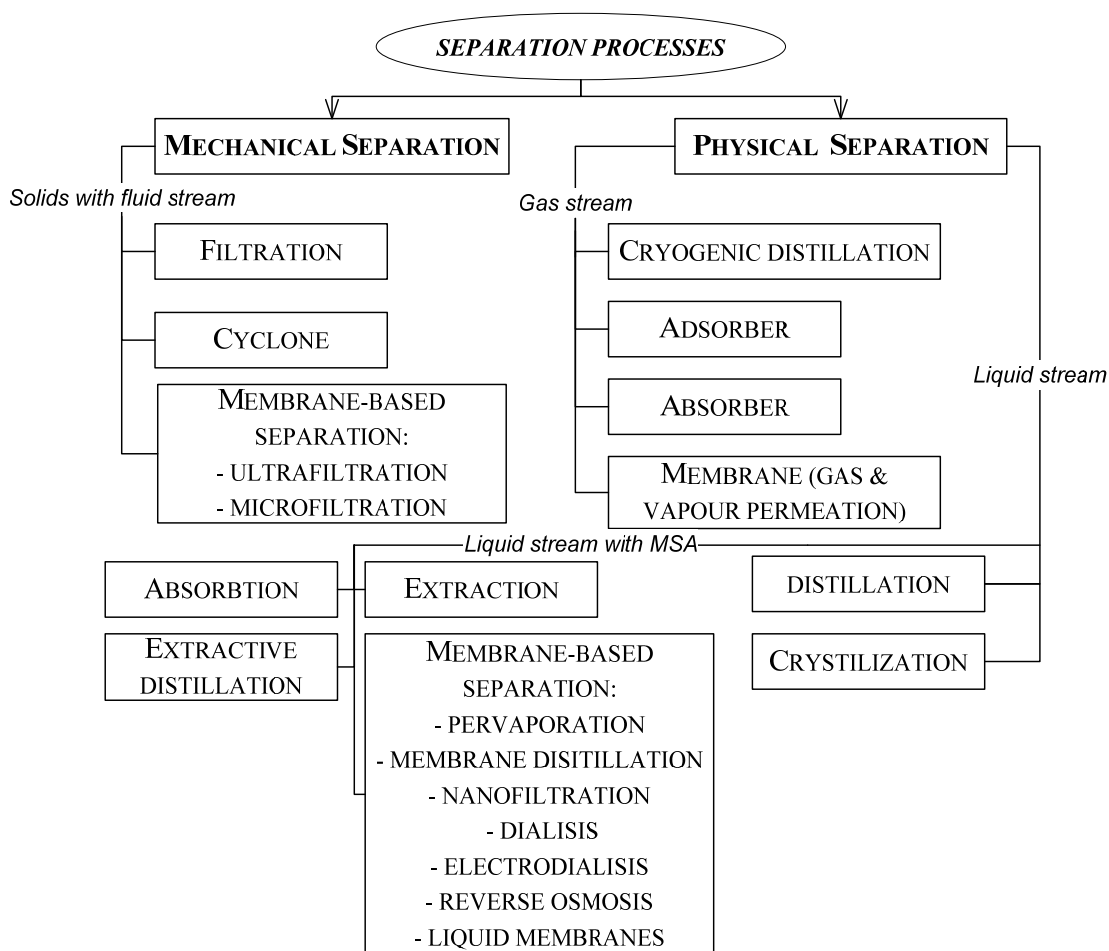 SEPARATION PROCESSES
MECHANICAL SEPARATION
PHYSICAL SEPARATION
Solids with fluid stream
FILTRATION
CYCLONE
MEMBRANE-BASED
SEPARATION:
- ULTRAFILTRATION
- MICROFILTRATION
Gas stream
CRYOGENIC DISTILLATION
ADSORBER
ABSORBER
MEMBRANE (GAS &
VAPOUR PERMEATION)
Liquid stream
Liquid stream with MSA
ABSORBTION
EXTRACTION
EXTRACTIVE
DISTILLATION
MEMBRANE-BASED
SEPARATION:
- PERVAPORATION
- MEMBRANE DISITILLATION
- NANOFILTRATION
- DIALISIS
- ELECTRODIALISIS
- REVERSE OSMOSIS
- LIQUID MEMBRANES
DISTILLATION
CRYSTILIZATION